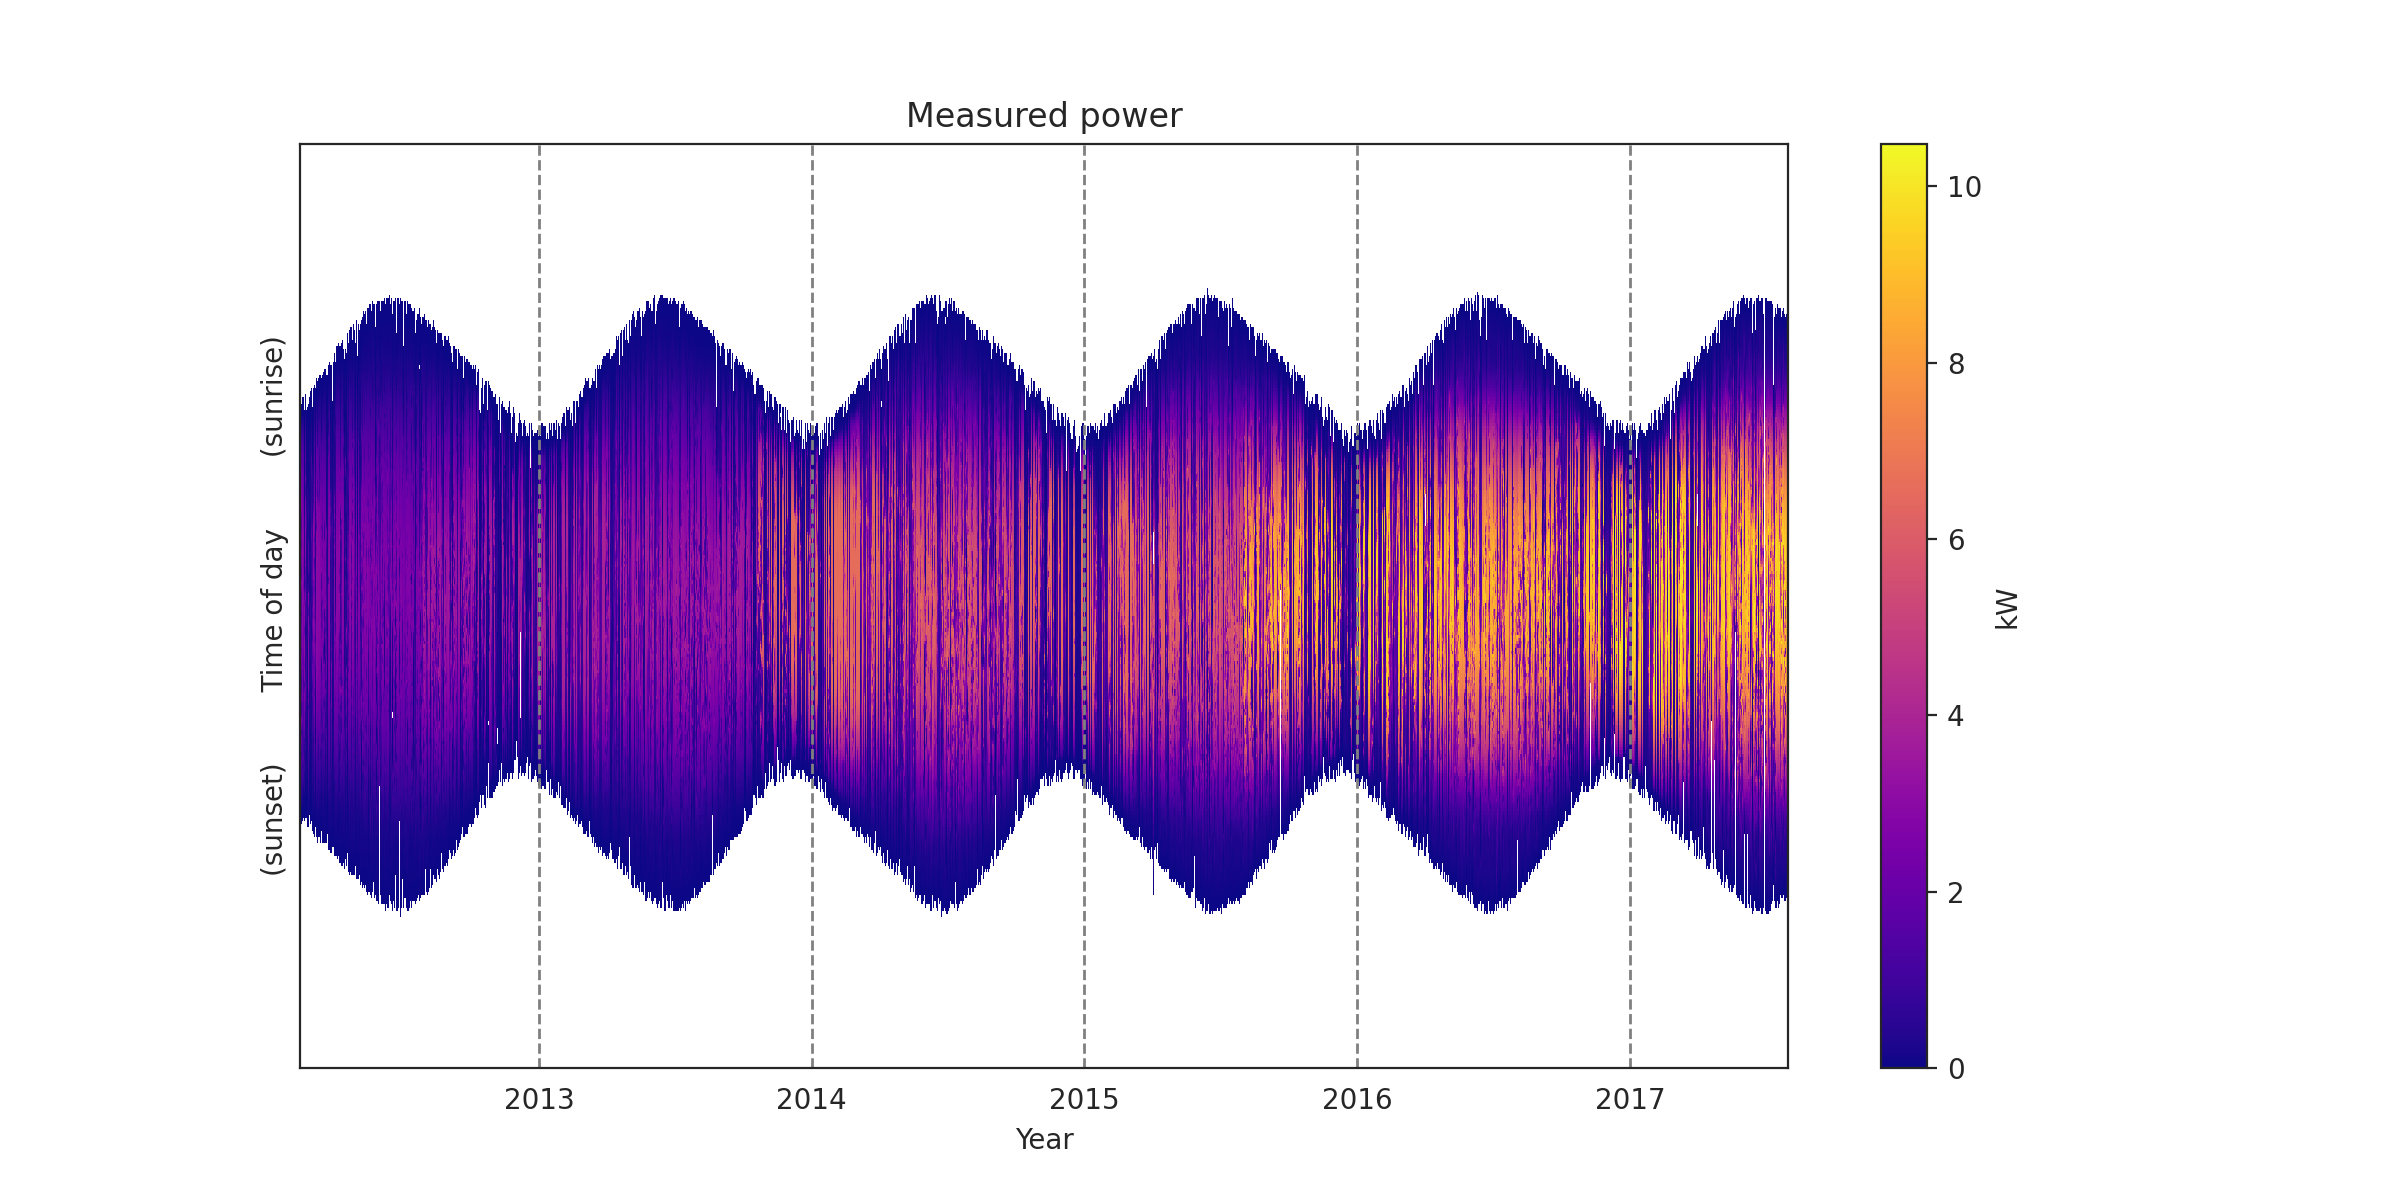 Measured power
(sunrise)
Time of day
(sunset)
2013
2014
2015
2016
2017
Year
10
8
6
4
2
0
kW